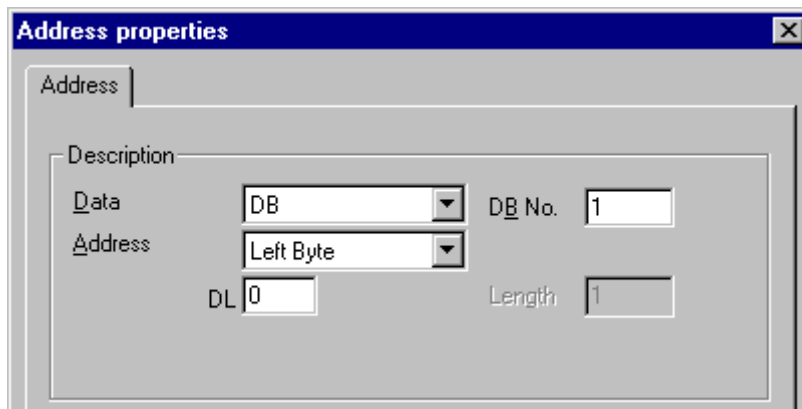 Address properties
Address
Description
Data DB DB No. 1
Address Left Byte
DL 0 Length 1